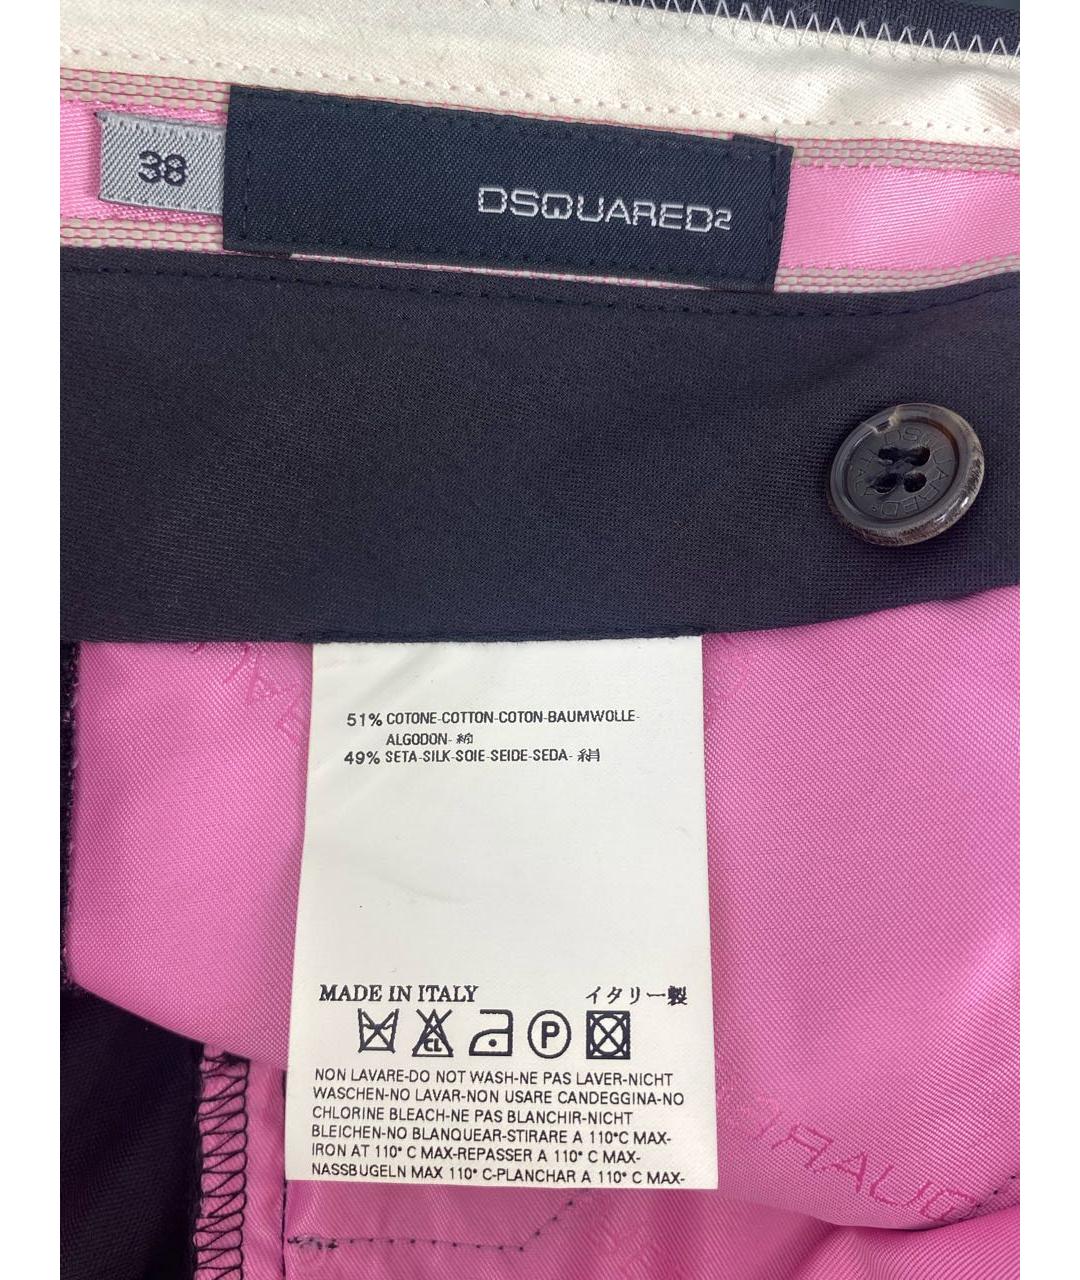 38
DSQUARED2
51% COTONE-COTTON-COTON-BAUMWOLLE-
ALGODON- 綿
49% SETA-SILK-SOIE-SEIDE-SEDA- 絹
MADE IN ITALY イタリー製
CL P
NON LAVARE-DO NOT WASH-NE PAS LAVER-NICHT
WASCHEN-NO LAVAR-NON USARE CANDEGGINA-NO
CHLORINE BLEACH-NE PAS BLANCHIR-NICHT
BLEICHEN-NO BLANQUEAR-STIRARE A 110°C MAX-
IRON AT 110° C MAX-REPASSER A 110° C MAX-
NASSBUGELN MAX 110° C-PLANCHAR A 110° C MAX-